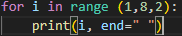 for i in range (1,8,2):
    print(i, end=" ")